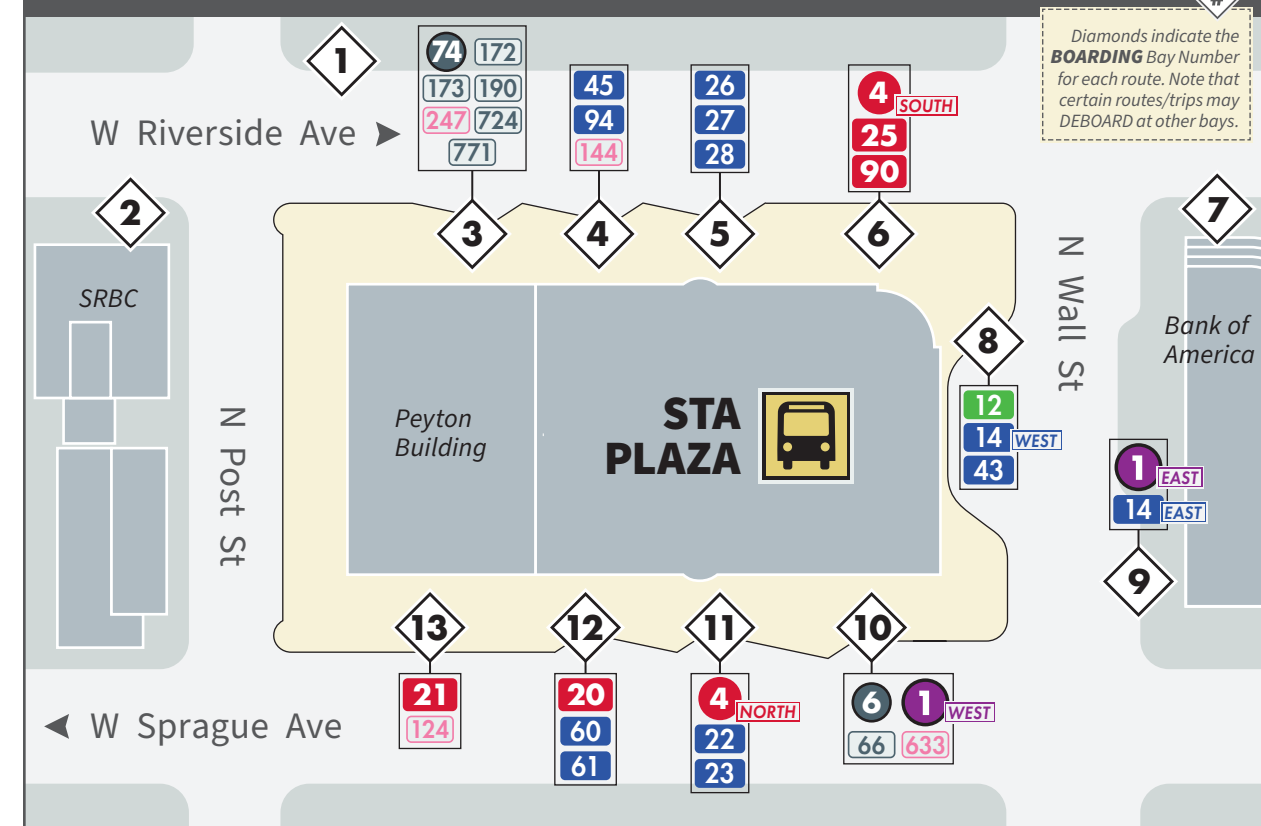 #
Diamonds indicate the
BOARDING Bay Number
for each route. Note that
certain routes/trips may
DEBOARD at other bays.
1
74 172
173 190
247 724
771
45
94
144
26
27
28
4 SOUTH
25
90
W Riverside Ave
2
3
4
5
6
7
SRBC
N Wall St
Bank of
America
8
12
14 WEST
43
N Post St
Peyton
Building
STA
PLAZA
1 EAST
14 EAST
9
13
12
11
10
21
124
20
60
61
4 NORTH
22
23
6 1 WEST
66 633
W Sprague Ave